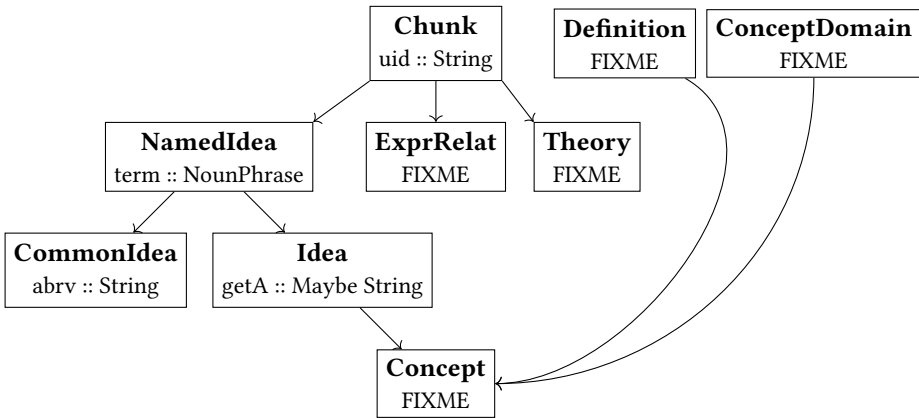 Chunk
uid :: String
Definition
FIXME
ConceptDomain
FIXME
NamedIdea
term :: NounPhrase
ExprRelat
FIXME
Theory
FIXME
CommonIdea
abrv :: String
Idea
getA :: Maybe String
Concept
FIXME